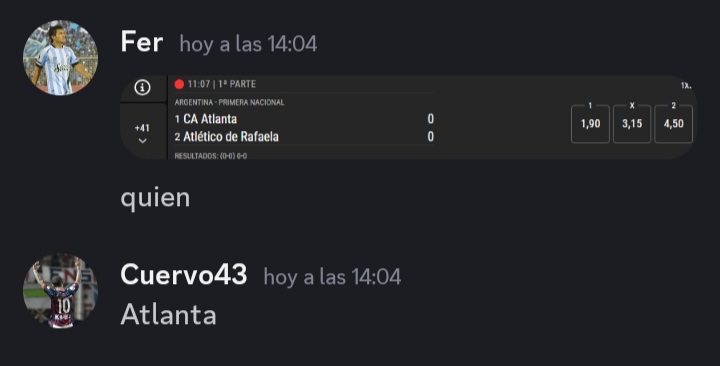 Fer hoy a las 14:04
11:07 | 1ª PARTE
1X..
ARGENTINA - PRIMERA NACIONAL
1 X 2
+41
1 CA Atlanta 0
1,90 3,15 4,50
2 Atlético de Rafaela 0
RESULTADOS: (0-0) 0-0
quien
Cuervo43 hoy a las 14:04
10
Atlanta